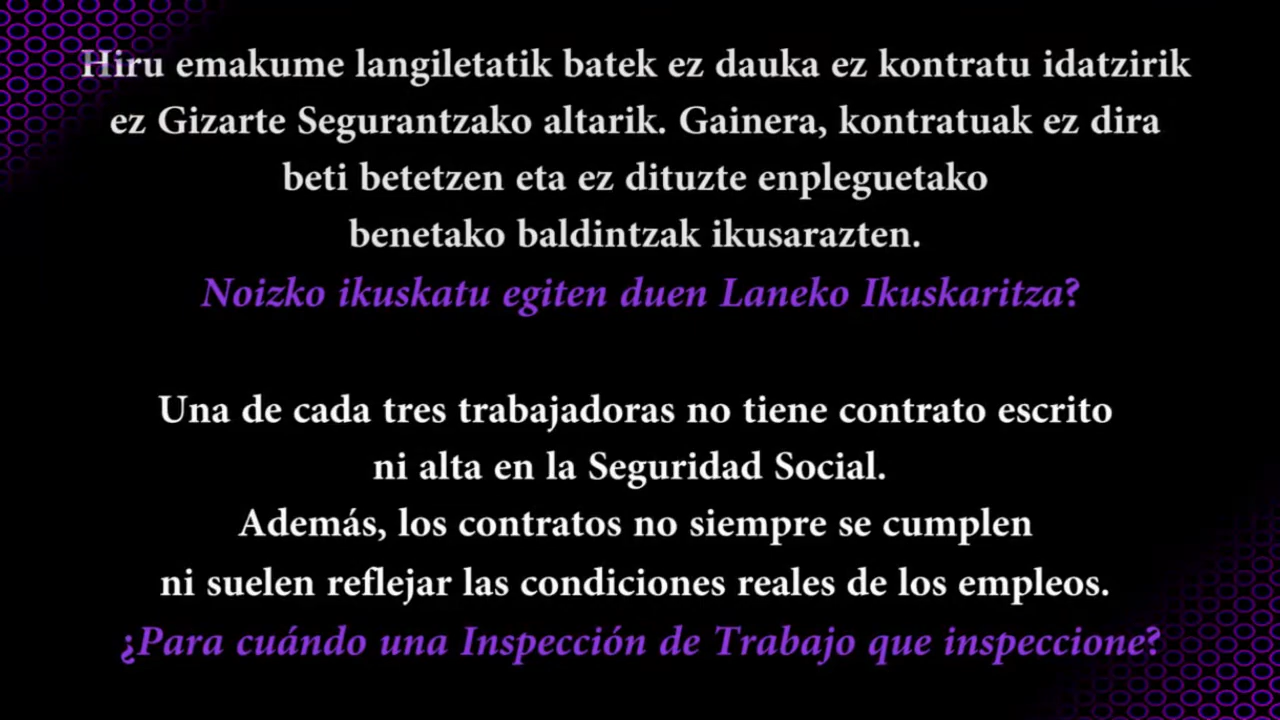 Hiru emakume langiletatik batek ez dauka ez kontratu idatzirik
ez Gizarte Segurantzako altarik. Gainera, kontratuak ez dira
beti betetzen eta ez dituzte enpleguetako
benetako baldintzak ikusarazten.
Noizko ikuskatu egiten duen Laneko Ikuskaritza?
Una de cada tres trabajadoras no tiene contrato escrito
ni alta en la Seguridad Social.
Además, los contratos no siempre se cumplen
ni suelen reflejar las condiciones reales de los empleos.
¿Para cuándo una Inspección de Trabajo que inspeccione?